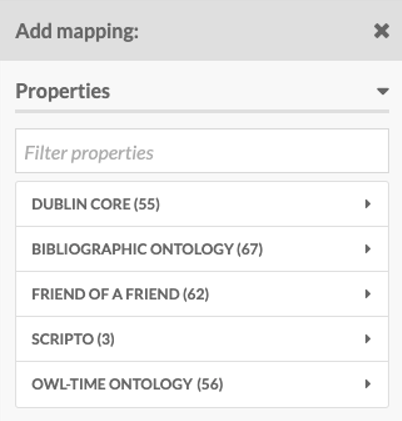 Add mapping:
Properties
Filter properties
DUBLIN CORE (55)
BIBLIOGRAPHIC ONTOLOGY (67)
FRIEND OF A FRIEND (62)
SCRIPTO (3)
OWL-TIME ONTOLOGY (56)